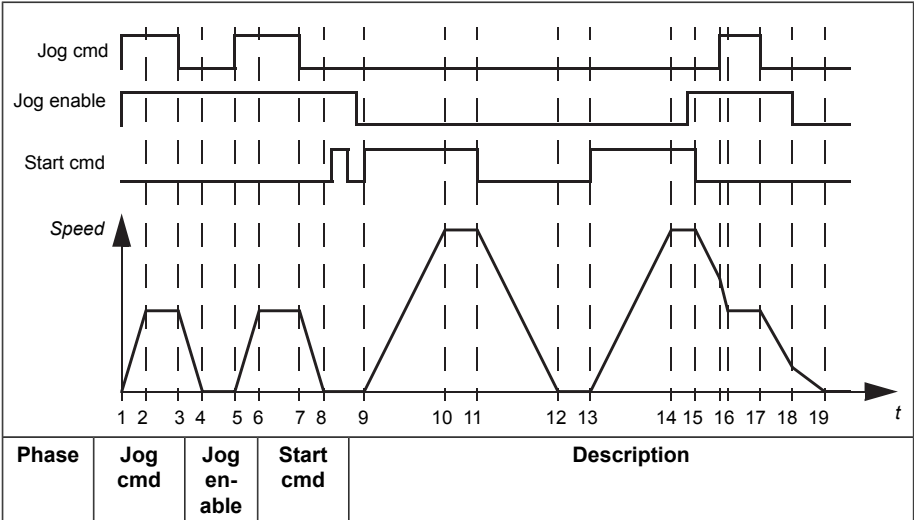 Jog cmd
Jog enable
Start cmd
Speed
1 2 3 4 5 6 7 8 9 10 11 12 13 14 15 16 17 18 19 t
Phase Jog cmd Jog en-able Start cmd Description